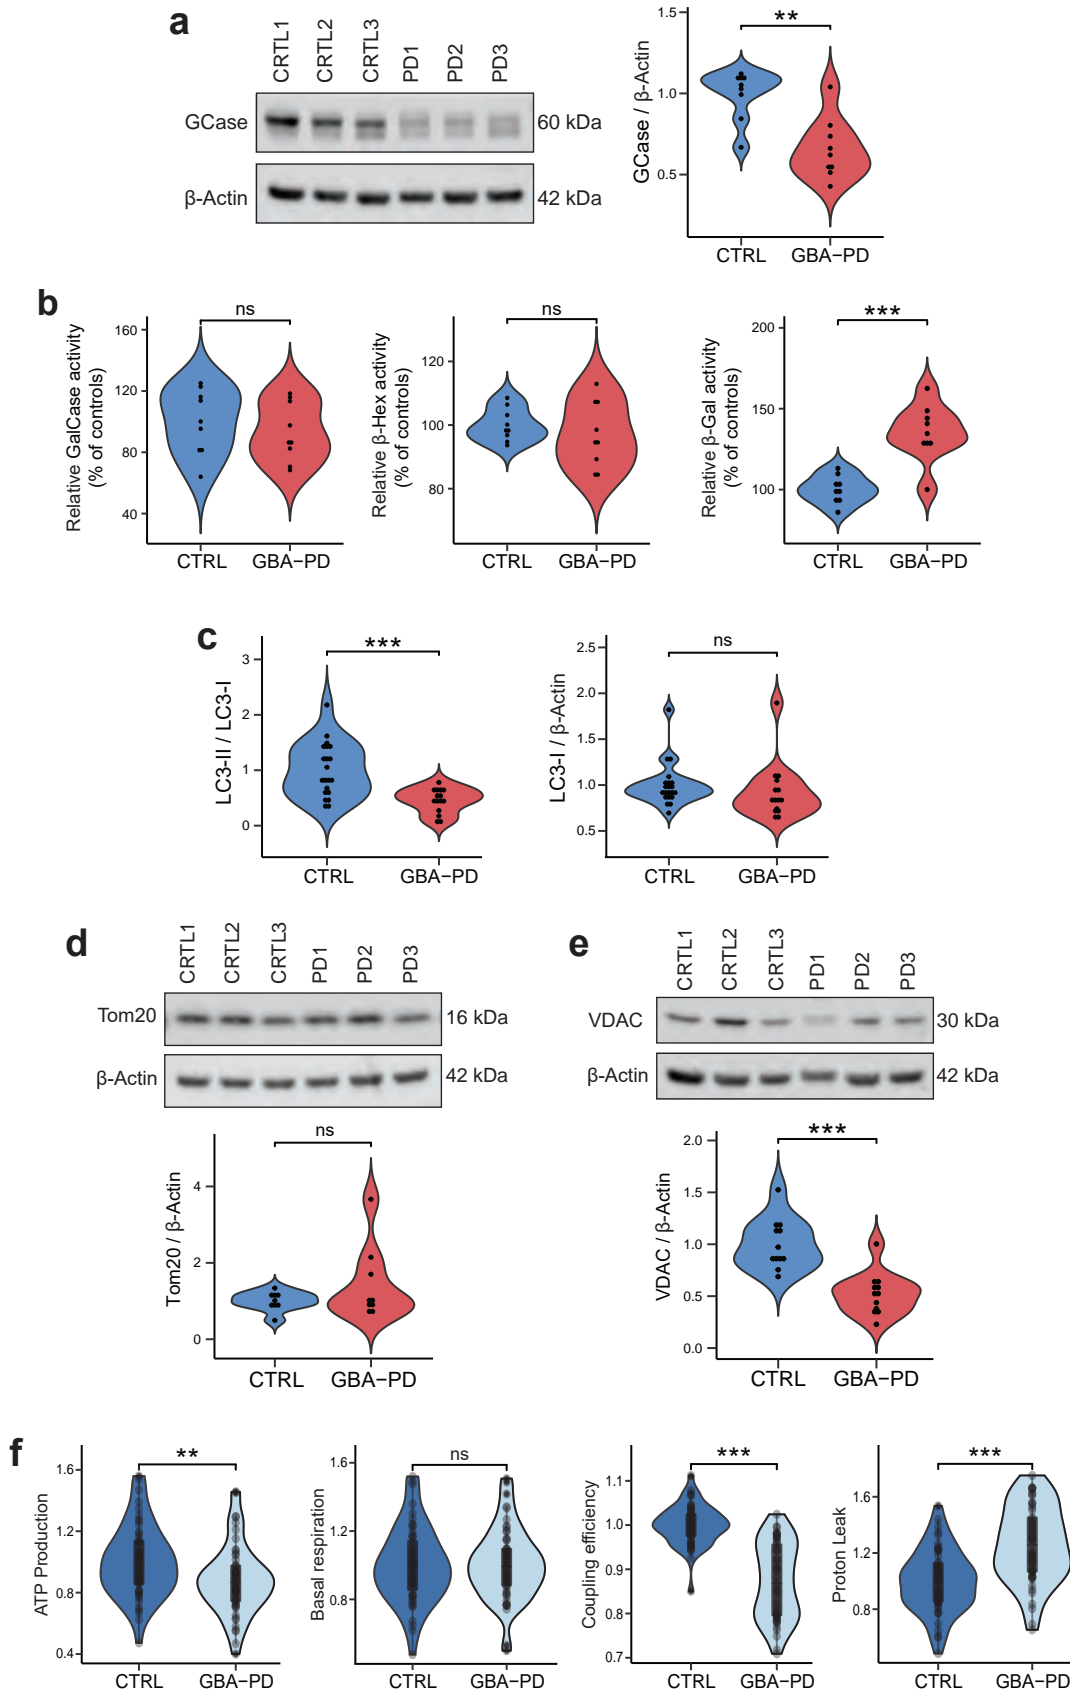 a
CRTL1
CRTL2
CRTL3
PD1
PD2
PD3
GCase
60 kDa
β-Actin
42 kDa
GCase / β-Actin
1.5
1.0
0.5
**
CTRL
GBA−PD
b
Relative GalCase activity
(% of controls)
160
120
80
40
ns
CTRL
GBA−PD
Relative β-Hex activity
(% of controls)
120
100
80
ns
CTRL
GBA−PD
Relative β-Gal activity
(% of controls)
200
150
100
***
CTRL
GBA−PD
c
LC3-II / LC3-I
3
2
1
0
***
CTRL
GBA−PD
LC3-I / β-Actin
2.5
2.0
1.5
1.0
0.5
ns
CTRL
GBA−PD
d
CRTL1
CRTL2
CRTL3
PD1
PD2
PD3
Tom20
16 kDa
β-Actin
42 kDa
Tom20 / β-Actin
4
2
0
ns
CTRL
GBA−PD
e
CRTL1
CRTL2
CRTL3
PD1
PD2
PD3
VDAC
30 kDa
β-Actin
42 kDa
VDAC / β-Actin
2.0
1.5
1.0
0.5
0.0
***
CTRL
GBA−PD
f
ATP Production
1.6
1.2
0.8
0.4
**
CTRL
GBA−PD
Basal respiration
1.6
1.2
0.8
ns
CTRL
GBA−PD
Coupling efficiency
1.1
1.0
0.9
0.8
0.7
***
CTRL
GBA−PD
Proton Leak
1.6
1.2
0.8
***
CTRL
GBA−PD